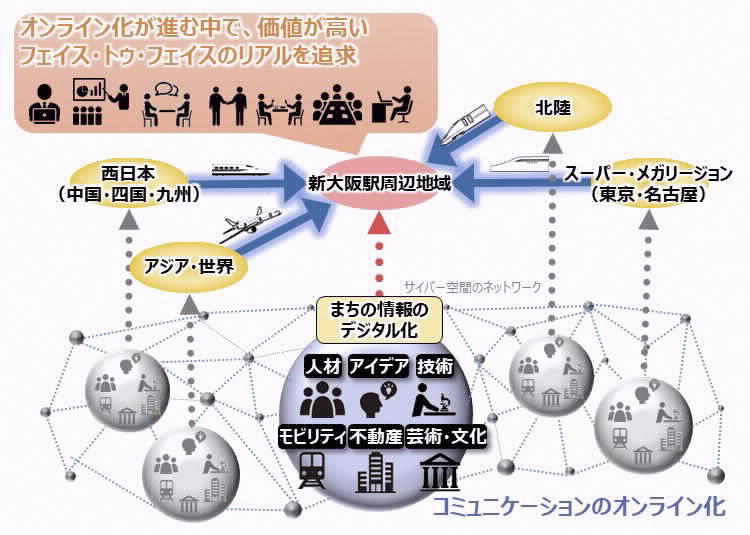 オンライン化が進む中で、価値が高い
フェイス・トゥ・フェイスのリアルを追求
北陸
西日本
（中国・四国・九州）
新大阪駅周辺地域
スーパー・メガリージョン
（東京・名古屋）
アジア・世界
サイバー空間のネットワーク
まちの情報の
デジタル化
人材 アイデア 技術
モビリティ 不動産 芸術・文化
コミュニケーションのオンライン化